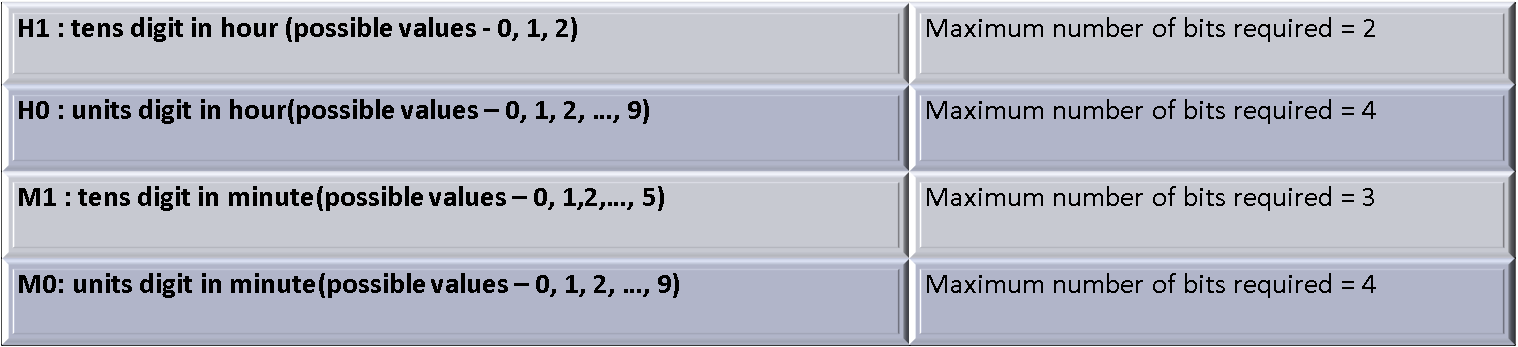 H1 : tens digit in hour (possible values - 0, 1, 2) Maximum number of bits required = 2
H0 : units digit in hour(possible values – 0, 1, 2, ..., 9) Maximum number of bits required = 4
M1 : tens digit in minute(possible values – 0, 1,2,..., 5) Maximum number of bits required = 3
M0: units digit in minute(possible values – 0, 1, 2, ..., 9) Maximum number of bits required = 4